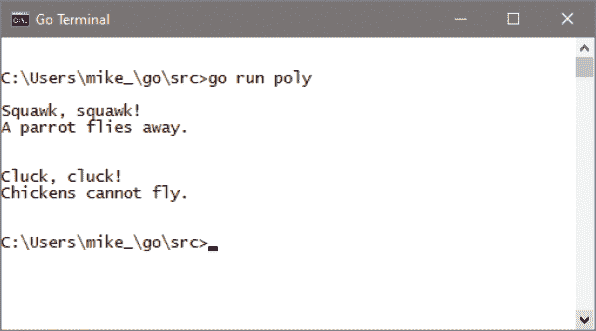 Go Terminal
C:\Users\mike_\go\src>go run poly
Squawk, squawk!
A parrot flies away.
Cluck, cluck!
Chickens cannot fly.
C:\Users\mike_\go\src>